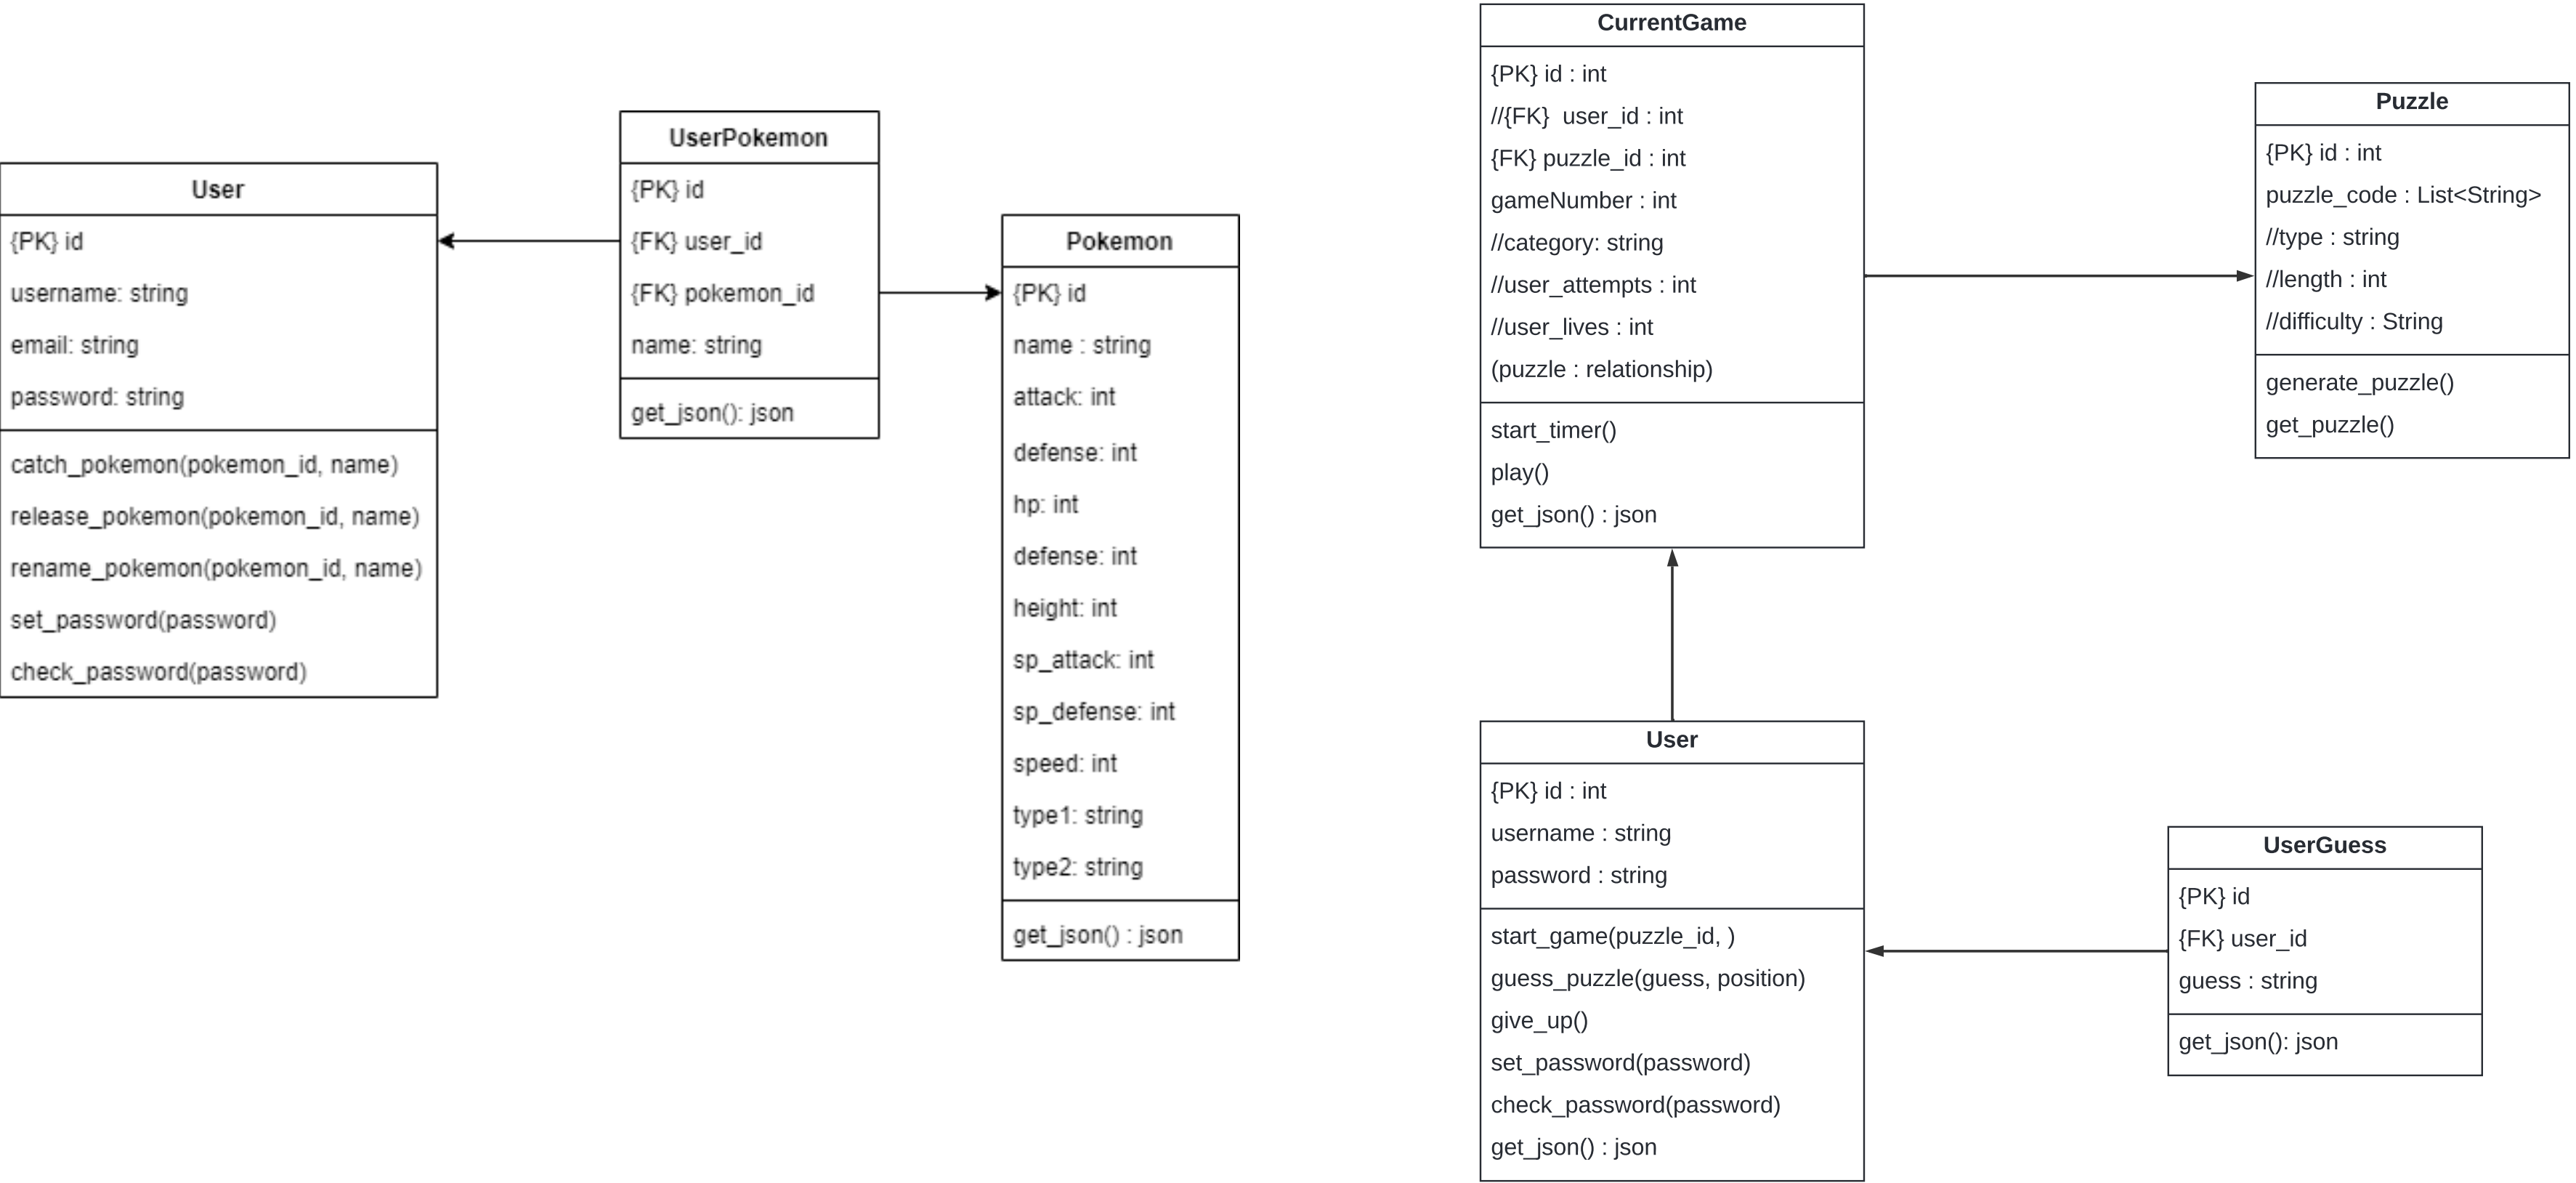 User
{PK} id
username: string
email: string
password: string
catch_pokemon(pokemon_id, name)
release_pokemon(pokemon_id, name)
rename_pokemon(pokemon_id, name)
set_password(password)
check_password(password)
UserPokemon
{PK} id
{FK} user_id
{FK} pokemon_id
name: string
get_json(): json
Pokemon
{PK} id
name : string
attack: int
defense: int
hp: int
defense: int
height: int
sp_attack: int
sp_defense: int
speed: int
type1: string
type2: string
get_json() : json
CurrentGame
{PK} id : int
//{FK}  user_id : int
{FK} puzzle_id : int
gameNumber : int
//category: string
//user_attempts : int
//user_lives : int
(puzzle : relationship)
start_timer()
play()
get_json() : json
Puzzle
{PK} id : int
puzzle_code : List<String>
//type : string
//length : int
//difficulty : String
generate_puzzle()
get_puzzle()
User
{PK} id : int
username : string
password : string
start_game(puzzle_id, )
guess_puzzle(guess, position)
give_up()
set_password(password)
check_password(password)
get_json() : json
UserGuess
{PK} id
{FK} user_id
guess : string
get_json(): json